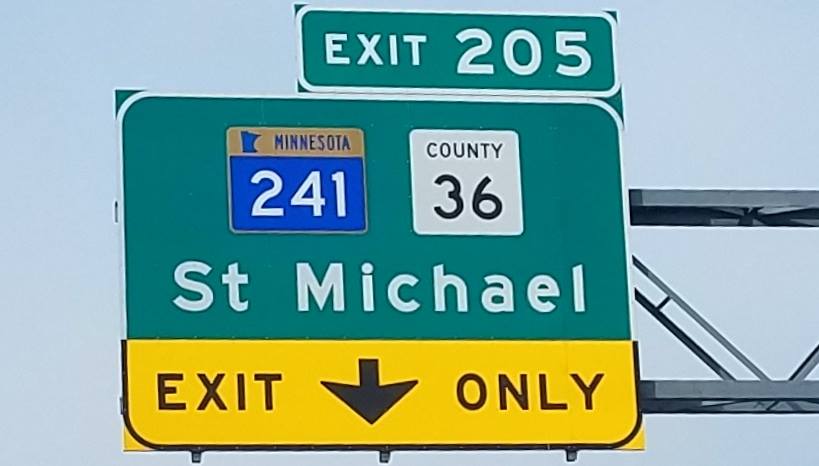 EXIT 205
MINNESOTA
241
COUNTY
36
St Michael
EXIT ONLY